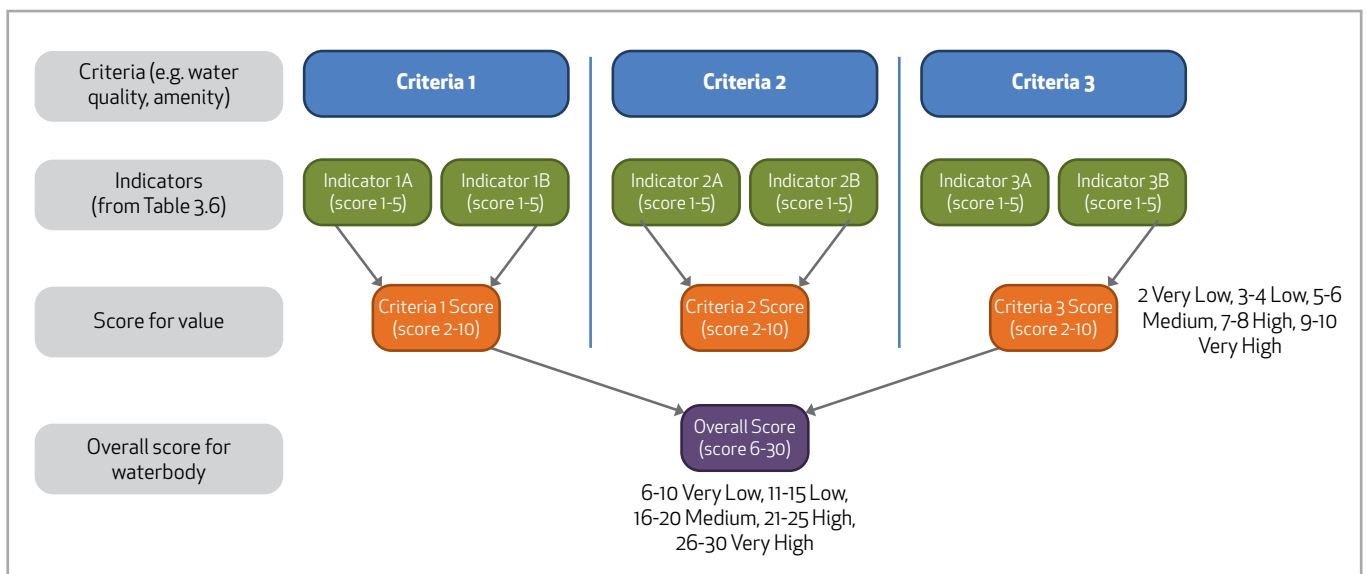 Criteria (e.g. water
quality, amenity)
Criteria 1
Criteria 2
Criteria 3
Indicators
(from Table 3.6)
Indicator 1A
(score 1-5)
Indicator 1B
(score 1-5)
Indicator 2A
(score 1-5)
Indicator 2B
(score 1-5)
Indicator 3A
(score 1-5)
Indicator 3B
(score 1-5)
Score for value
Criteria 1 Score
(score 2-10)
Criteria 2 Score
(score 2-10)
Criteria 3 Score
(score 2-10)
2 Very Low, 3-4 Low, 5-6
Medium, 7-8 High, 9-10
Very High
Overall score for
waterbody
Overall Score
(score 6-30)
6-10 Very Low, 11-15 Low,
16-20 Medium, 21-25 High,
26-30 Very High